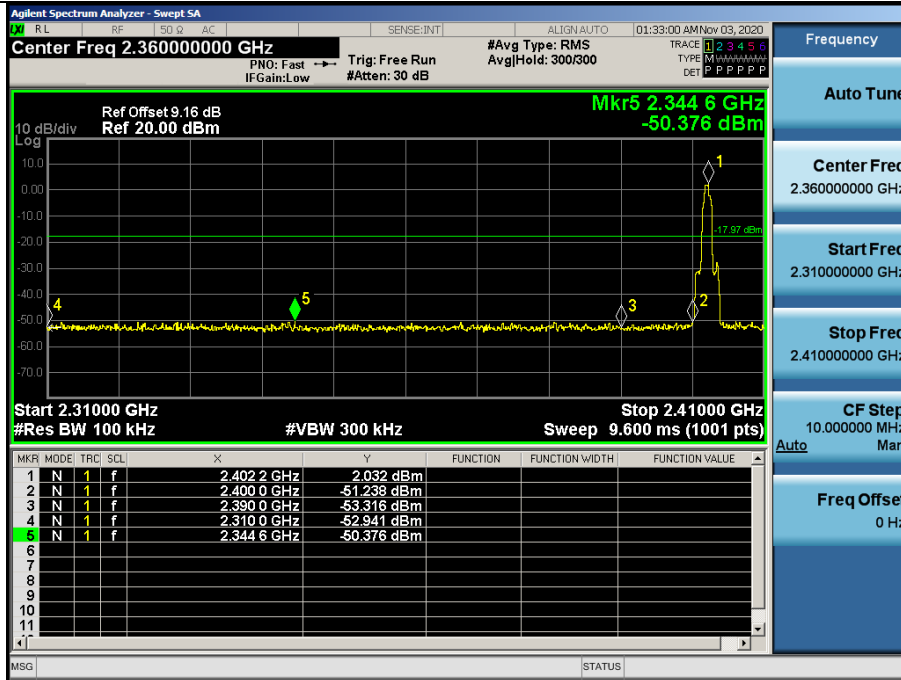 Agilent Spectrum Analyzer - Swept SA
LXI RL RF 50 Ω AC SENSE:INT ALIGN AUTO 01:33:00 AM Nov 03, 2020
Center Freq 2.360000000 GHz #Avg Type: RMS TRACE 1 2 3 4 5 6
PNO: Fast Trig: Free Run Avg|Hold: 300/300 TYPE M W W W W W
IFGain:Low #Atten: 30 dB DET P P P P P P
Frequency
Auto Tune
Center Freq
2.360000000 GHz
Start Freq
2.310000000 GHz
Stop Freq
2.410000000 GHz
CF Step
10.000000 MHz
Auto Man
Freq Offset
0 Hz
Mkr5 2.344 6 GHz
-50.376 dBm
Ref Offset 9.16 dB
10 dB/div Ref 20.00 dBm
Log
10.0
0.00
-10.0
-20.0
-30.0
-40.0
-50.0
-60.0
-70.0
1
-17.97 dBm
4 5 3 2
Start 2.31000 GHz Stop 2.41000 GHz
#Res BW 100 kHz #VBW 300 kHz Sweep 9.600 ms (1001 pts)
MKR MODE TRC SCL X Y FUNCTION FUNCTION WIDTH FUNCTION VALUE
1 N 1 f 2.402 2 GHz 2.032 dBm
2 N 1 f 2.400 0 GHz -51.238 dBm
3 N 1 f 2.390 0 GHz -53.316 dBm
4 N 1 f 2.310 0 GHz -52.941 dBm
5 N 1 f 2.344 6 GHz -50.376 dBm
6
7
8
9
10
11
MSG STATUS